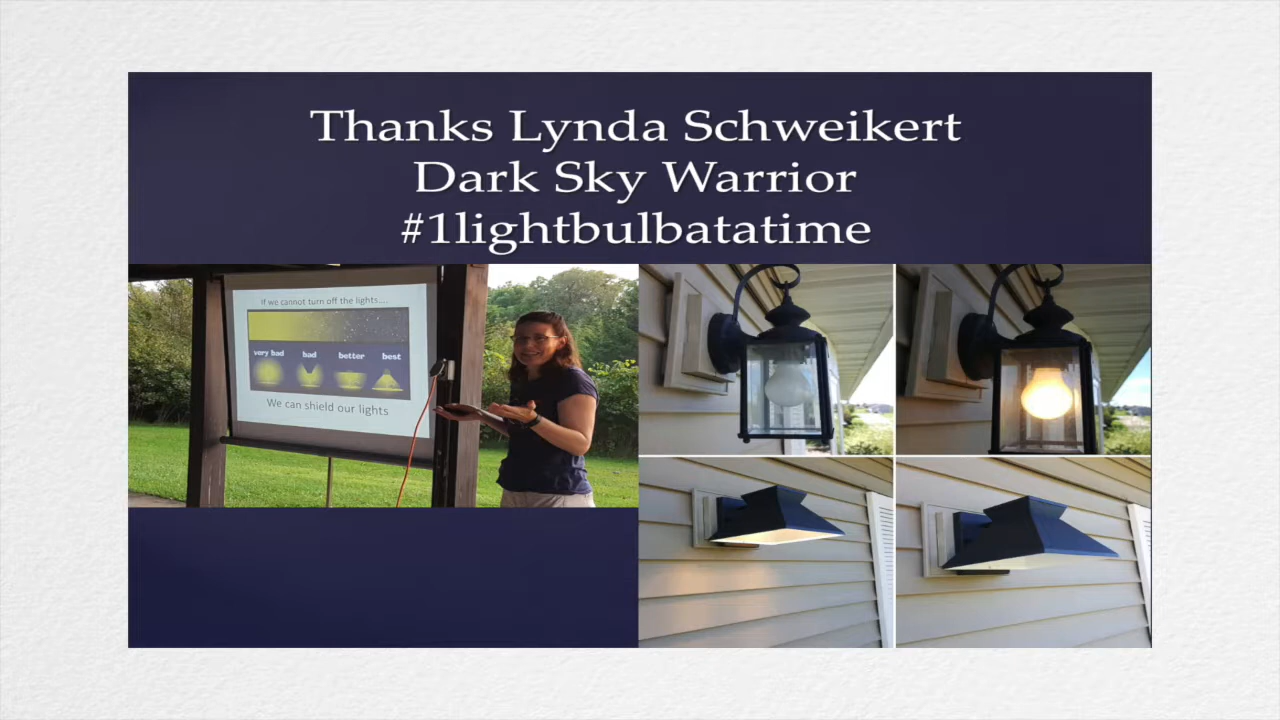 Thanks Lynda Schweikert
Dark Sky Warrior
#1lightbulbatatime
If we cannot turn off the lights....
very bad bad better best
We can shield our lights